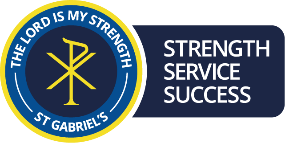 THE LORD IS MY STRENGTH
ST GABRIEL'S
STRENGTH
SERVICE
SUCCESS